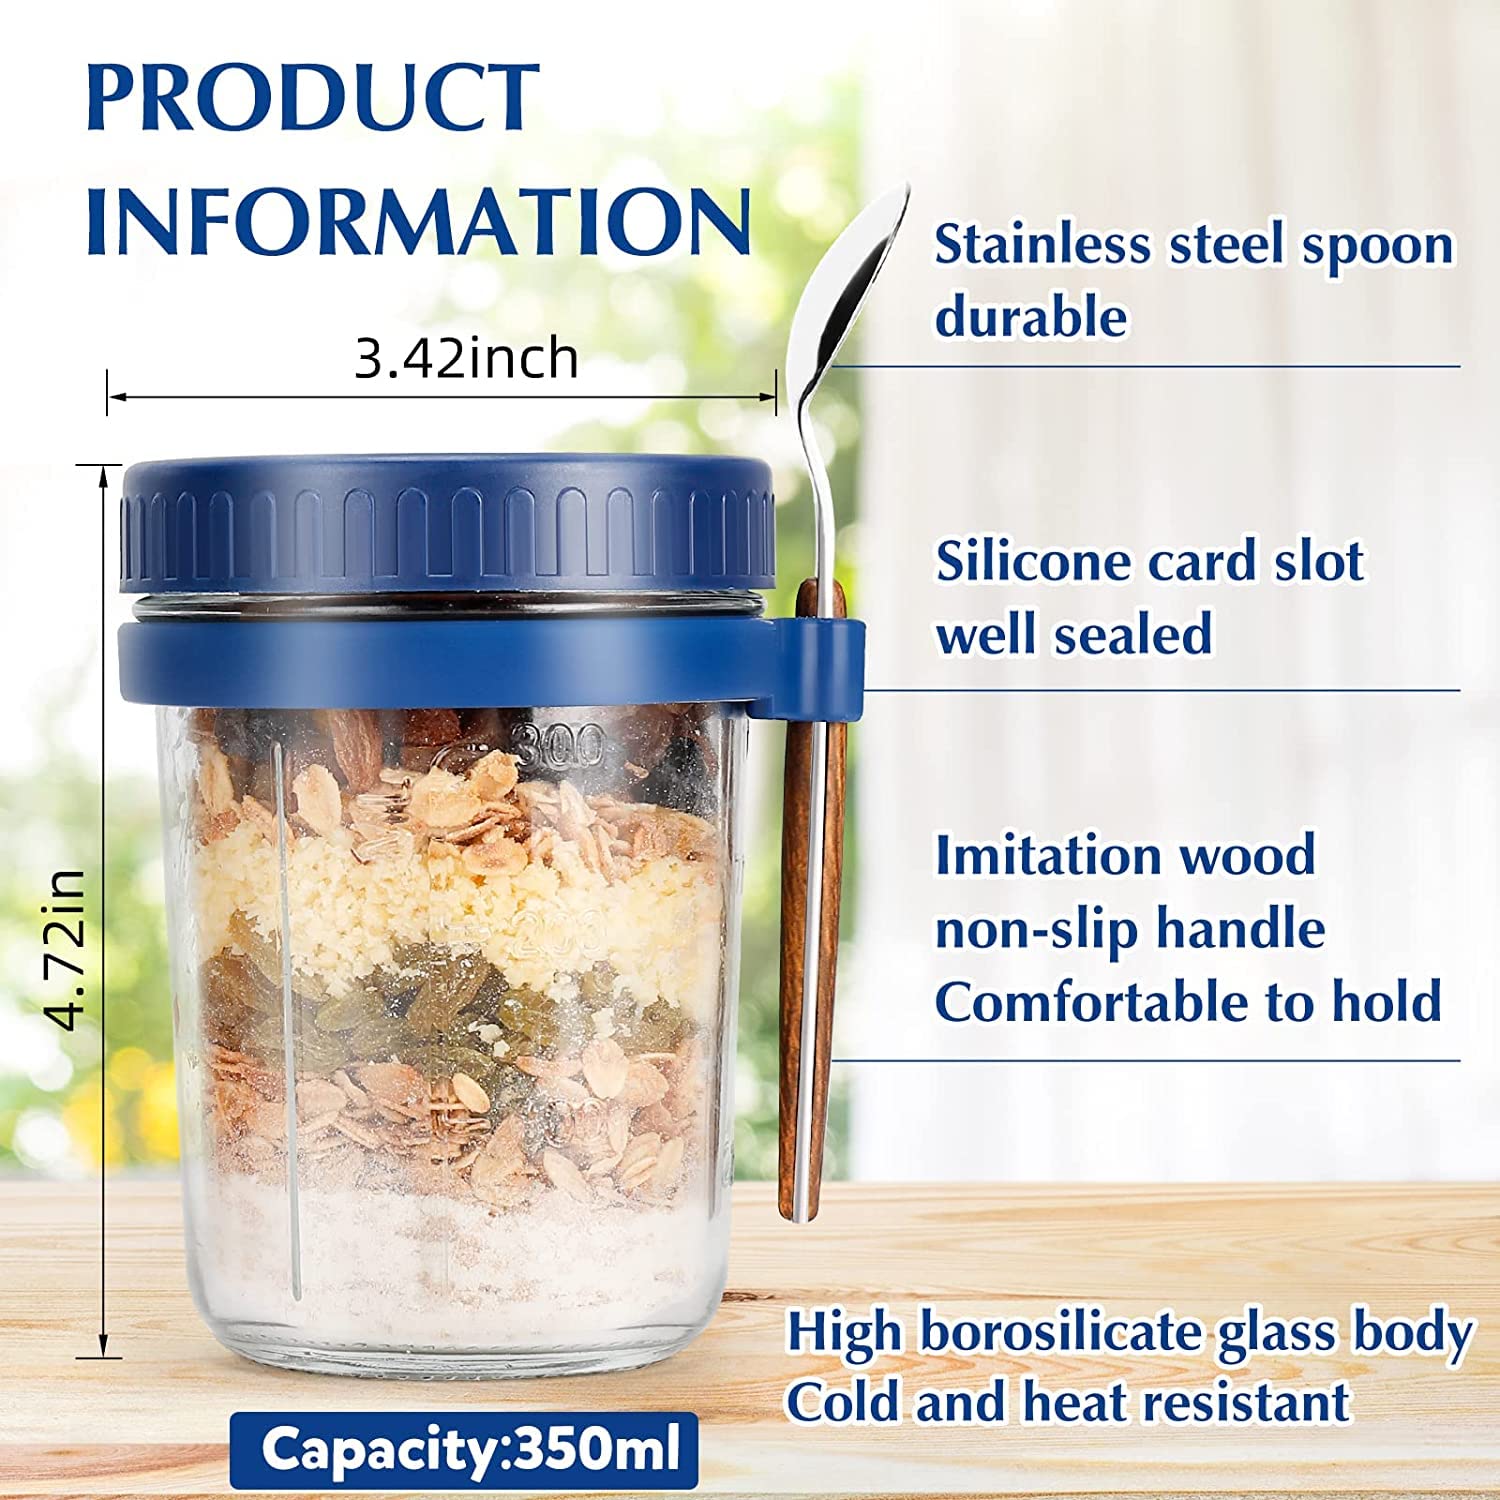 PRODUCT
INFORMATION
3.42inch
4.72in
Stainless steel spoon
durable
Silicone card slot
well sealed
300
200
Imitation wood
non-slip handle
Comfortable to hold
High borosilicate glass body
Cold and heat resistant
Capacity:350ml